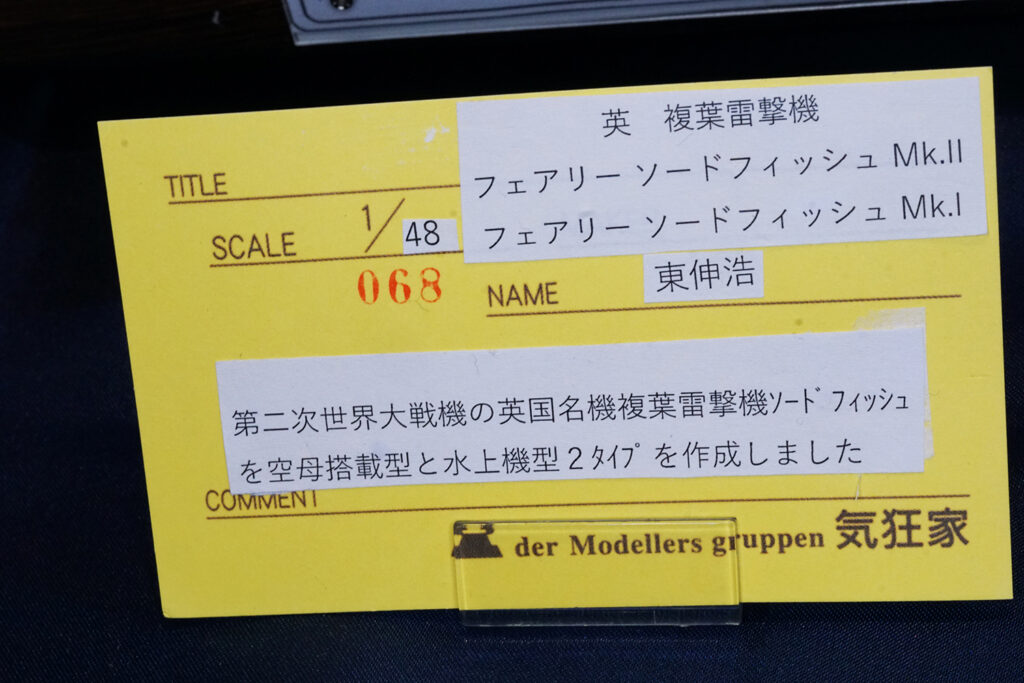 英　複葉雷撃機
TITLE
フェアリー ソードフィッシュ Mk.II
フェアリー ソードフィッシュ Mk.I
SCALE 1/48
068
NAME 東伸浩
第二次世界大戦機の英国名機複葉雷撃機ｿｰﾄﾞﾌｨｯｼｭ
を空母搭載型と水上機型２ﾀｲﾌﾟを作成しました
COMMENT
der Modellers gruppen 気狂家